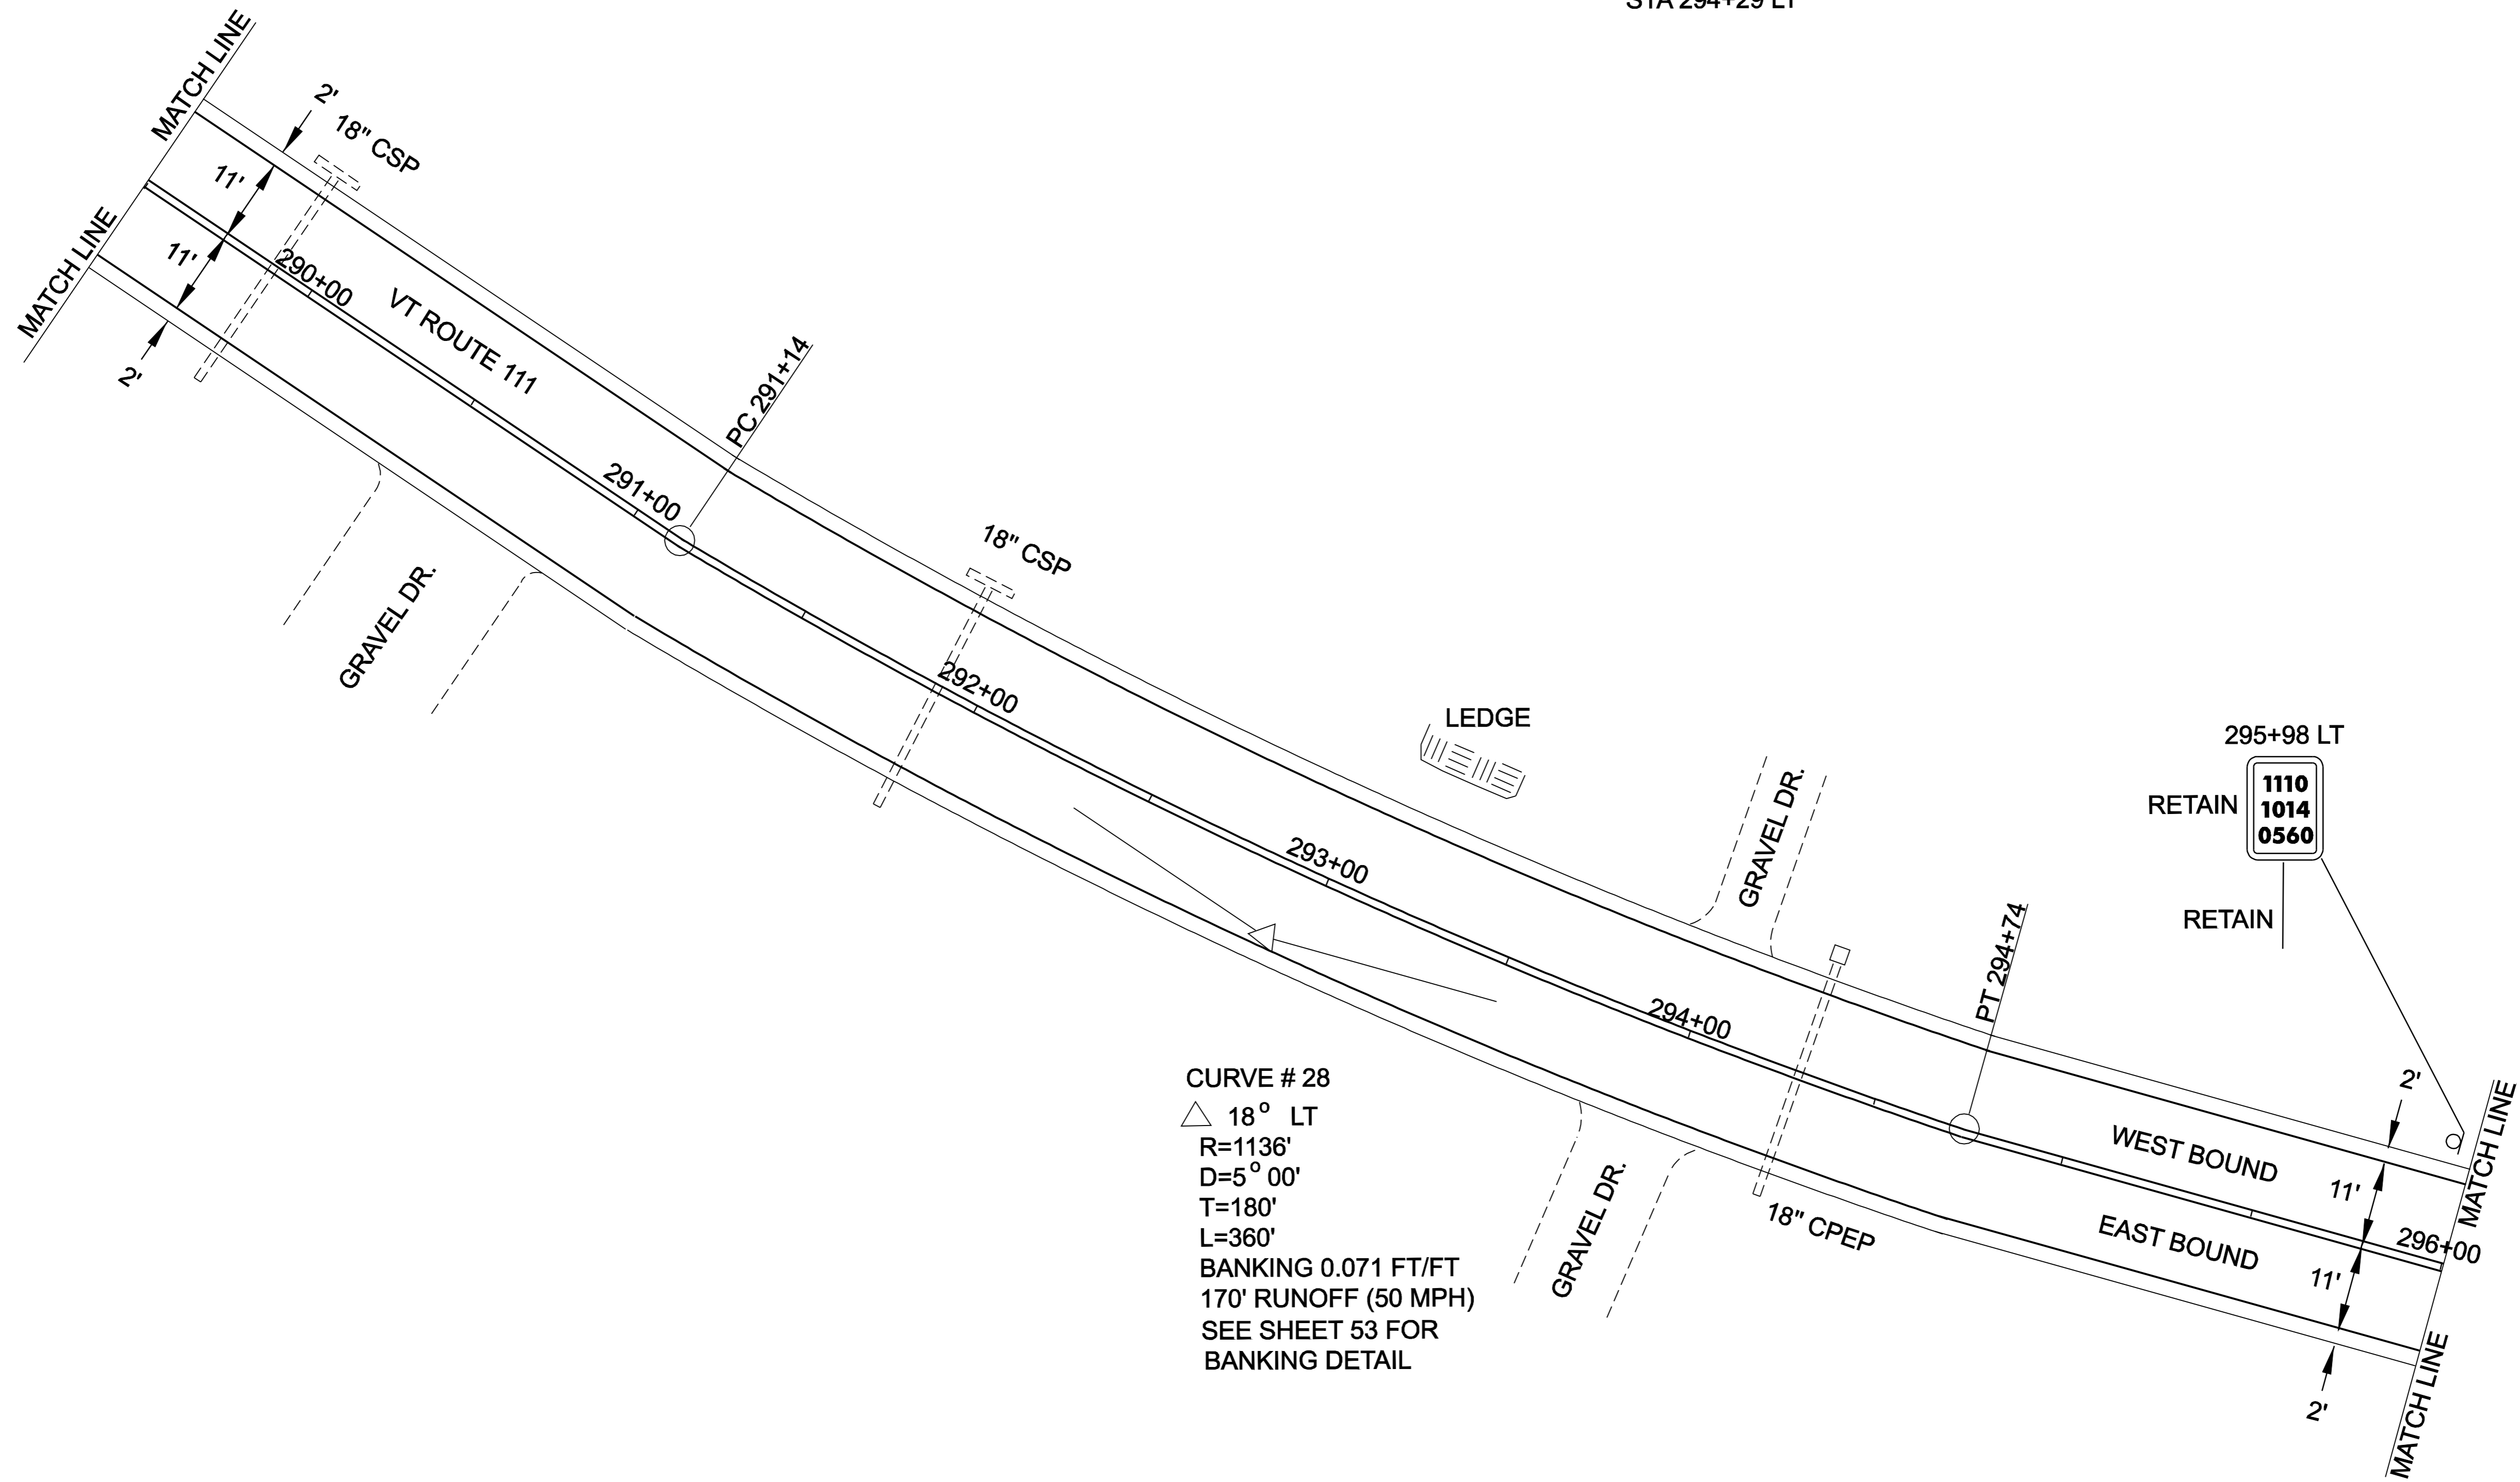 STA 294+29 LT
MATCH LINE
MATCH LINE
2'
18" CSP
11'
11'
2'
290+00
VT ROUTE 111
PC 291+14
291+00
GRAVEL DR.
18" CSP
292+00
LEDGE
293+00
GRAVEL DR.
294+00
PT 294+74
295+98 LT
RETAIN
1110
1014
0560
RETAIN
CURVE # 28
△ 18° LT
R=1136'
D=5° 00'
T=180'
L=360'
BANKING 0.071 FT/FT
170' RUNOFF (50 MPH)
SEE SHEET 53 FOR
BANKING DETAIL
GRAVEL DR.
18" CPEP
WEST BOUND
EAST BOUND
2'
11'
296+00
11'
2'
MATCH LINE
MATCH LINE